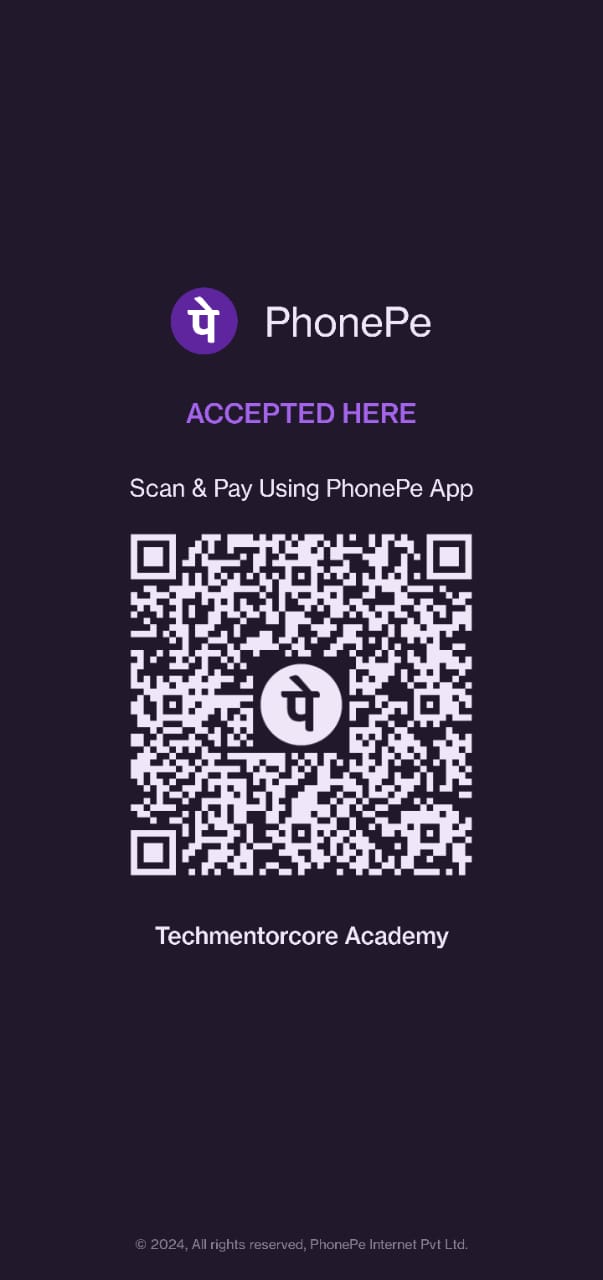 पे PhonePe
ACCEPTED HERE
Scan & Pay Using PhonePe App
पे
Techmentorcore Academy
© 2024, All rights reserved, PhonePe Internet Pvt Ltd.